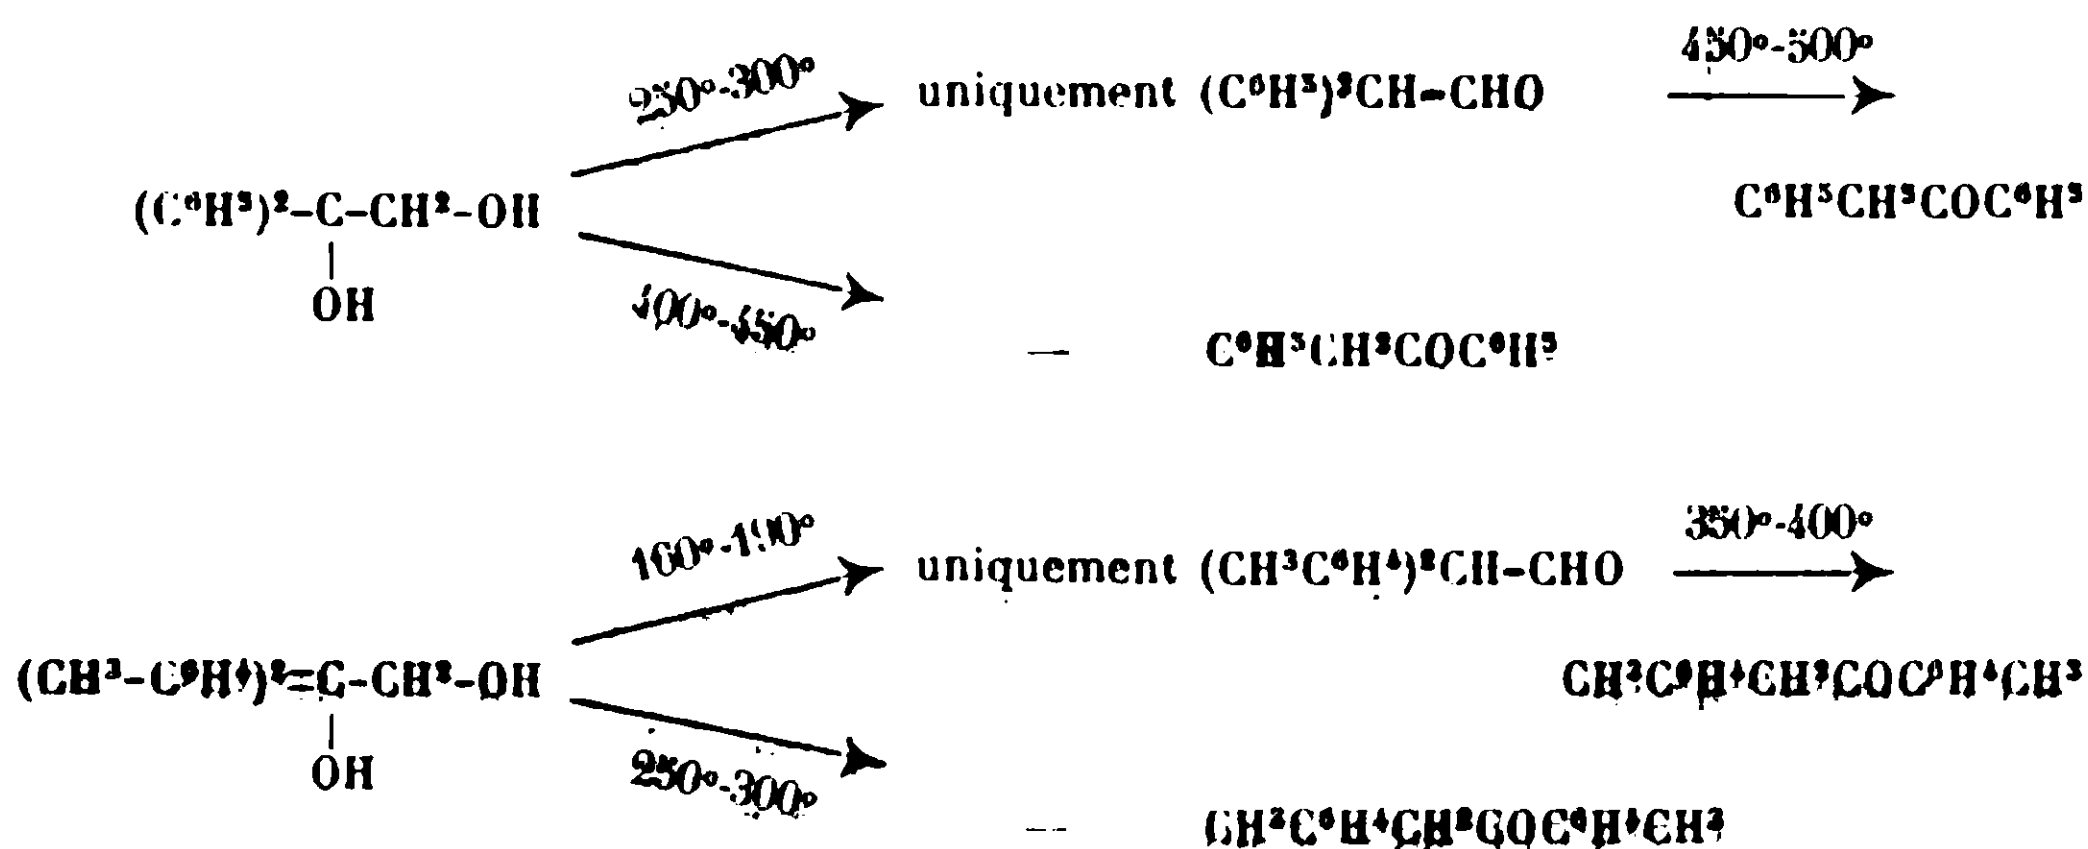 250°-300°
uniquement (C⁶H⁵)²CH-CHO
450°-500°
C⁶H⁵CH²COC⁶H⁵
(C⁶H⁵)²-C-CH²-OH
OH
400°-450°
— C⁶H⁵CH²COC⁶H⁵
160°-190°
uniquement (CH³C⁶H⁴)²CH-CHO
350°-400°
CH³C⁶H⁴CH²COC⁶H⁴CH³
(CH³-C⁶H⁴)²=C-CH²-OH
OH
250°-300°
— CH³C⁶H⁴CH²COC⁶H⁴CH³